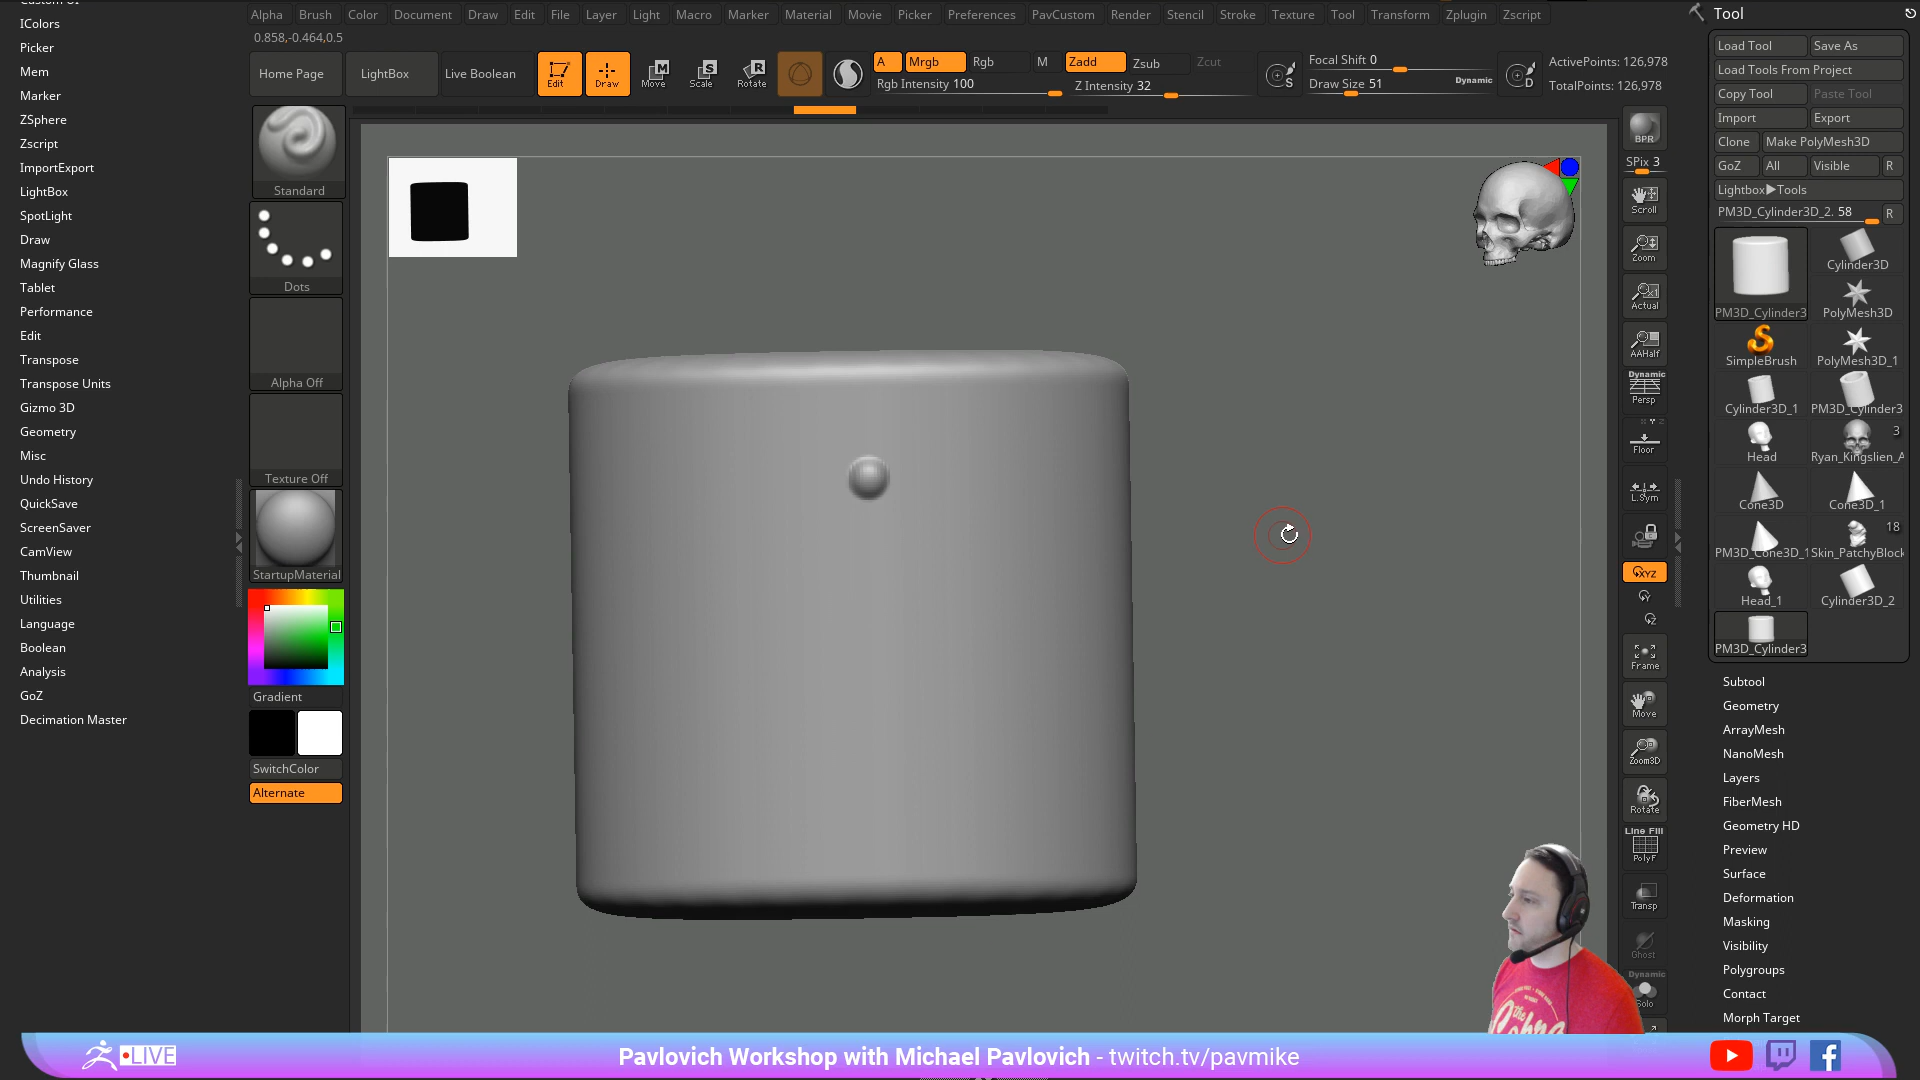 Custom UI
IColors
Picker
Mem
Marker
ZSphere
Zscript
ImportExport
LightBox
SpotLight
Draw
Magnify Glass
Tablet
Performance
Edit
Transpose
Transpose Units
Gizmo 3D
Geometry
Misc
Undo History
QuickSave
ScreenSaver
CamView
Thumbnail
Utilities
Language
Boolean
Analysis
GoZ
Decimation Master
Alpha Brush Color Document Draw Edit File Layer Light Macro Marker Material Movie Picker Preferences PavCustom Render Stencil Stroke Texture Tool Transform Zplugin Zscript
0.858,-0.464,0.5
Home Page LightBox Live Boolean Edit Draw Move Scale Rotate
M S R
A Mrgb Rgb M Zadd Zsub Zcut
Rgb Intensity 100 Z Intensity 32
S Focal Shift 0
Draw Size 51 Dynamic
D ActivePoints: 126,978
TotalPoints: 126,978
Standard
Dots
Alpha Off
Texture Off
StartupMaterial
Gradient
SwitchColor
Alternate
BPR
SPix 3
Scroll
Zoom
Actual
AAHalf
Dynamic
Persp
Floor
L.Sym
XYZ
Y
Z
Frame
Move
Zoom3D
Rotate
Line Fill
PolyF
Transp
Ghost
Dynamic
Solo
Tool
Load Tool Save As
Load Tools From Project
Copy Tool Paste Tool
Import Export
Clone Make PolyMesh3D
GoZ All Visible R
Lightbox▶Tools
PM3D_Cylinder3D_2. 58 R
PM3D_Cylinder3 Cylinder3D
PolyMesh3D
SimpleBrush PolyMesh3D_1
Cylinder3D_1 PM3D_Cylinder3
3
Head Ryan_Kingslien_A
Cone3D Cone3D_1
18
PM3D_Cone3D_1 Skin_PatchyBlock
Head_1 Cylinder3D_2
PM3D_Cylinder3
Subtool
Geometry
ArrayMesh
NanoMesh
Layers
FiberMesh
Geometry HD
Preview
Surface
Deformation
Masking
Visibility
Polygroups
Contact
Morph Target
the
Cobra
•LIVE
Pavlovich Workshop with Michael Pavlovich - twitch.tv/pavmike